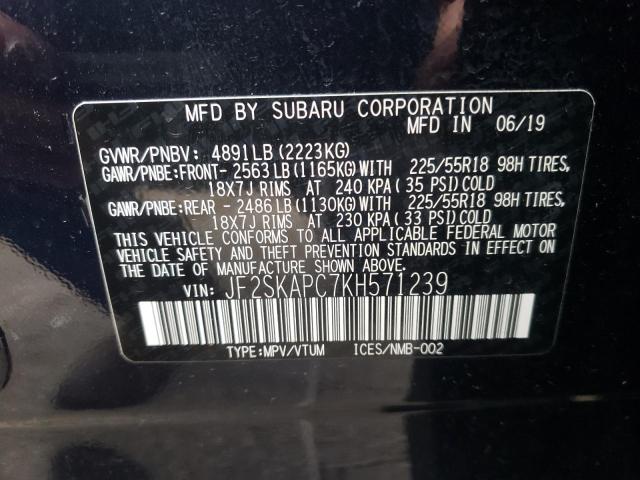 MFD BY SUBARU CORPORATION
MFD IN 06/19
GVWR/PNBV: 4891LB (2223KG)
GAWR/PNBE:FRONT- 2563LB (1165KG) WITH 225/55R18 98H TIRES,
18X7J RIMS AT 240 KPA ( 35 PSI) COLD
GAWR/PNBE:REAR - 2486LB (1130KG) WITH 225/55R18 98H TIRES,
18X7J RIMS AT 230 KPA ( 33 PSI) COLD
THIS VEHICLE CONFORMS TO ALL APPLICABLE FEDERAL MOTOR
VEHICLE SAFETY AND THEFT PREVENTION STANDARDS IN EFFECT ON
THE DATE OF MANUFACTURE SHOWN ABOVE.
VIN: JF2SKAPC7KH571239
TYPE:MPV/VTUM ICES/NMB-002